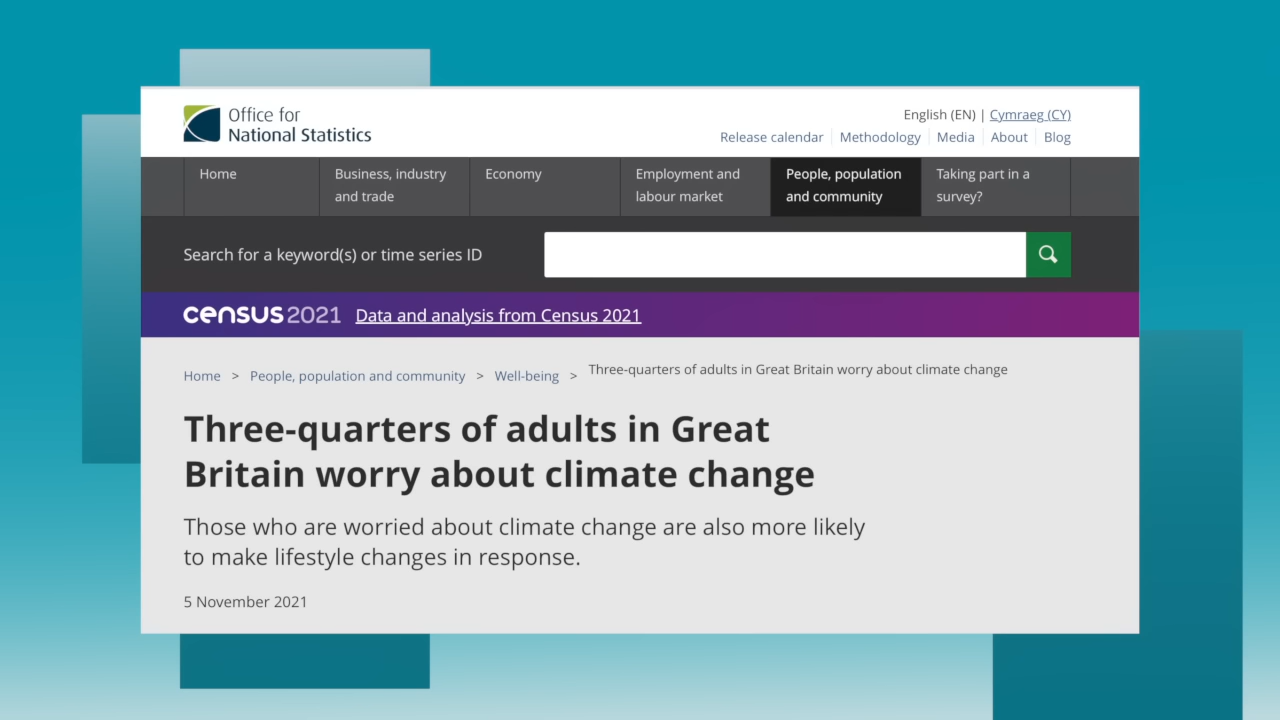 Office for
National Statistics
English (EN) | Cymraeg (CY)
Release calendar Methodology Media About Blog
Home
Business, industry
and trade
Economy
Employment and
labour market
People, population
and community
Taking part in a
survey?
Search for a keyword(s) or time series ID
census 2021 Data and analysis from Census 2021
Home > People, population and community > Well-being > Three-quarters of adults in Great Britain worry about climate change
Three-quarters of adults in Great
Britain worry about climate change
Those who are worried about climate change are also more likely
to make lifestyle changes in response.
5 November 2021